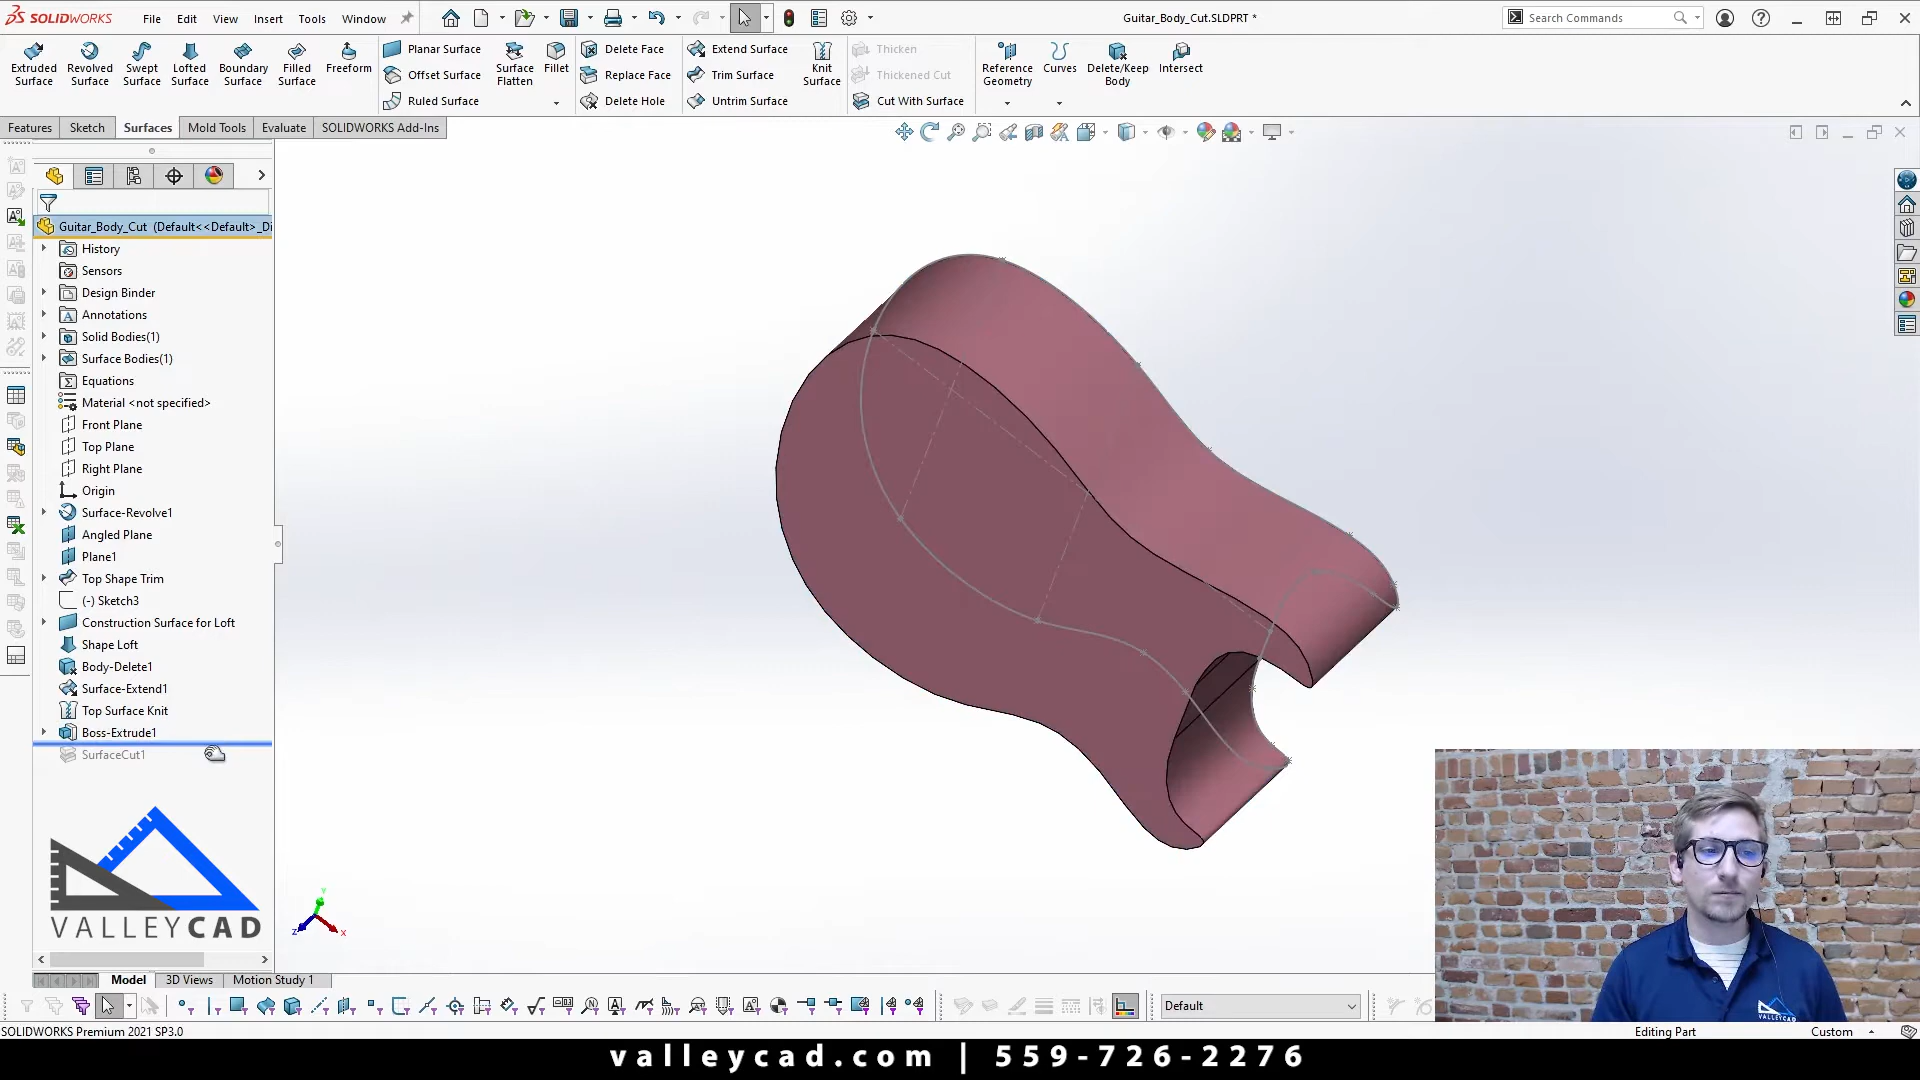 SOLIDWORKS
File Edit View Insert Tools Window
Guitar_Body_Cut.SLDPRT *
Search Commands
Extruded Surface
Revolved Surface
Swept Surface
Lofted Surface
Boundary Surface
Filled Surface
Freeform
Planar Surface
Offset Surface
Ruled Surface
Surface Flatten
Fillet
Delete Face
Replace Face
Delete Hole
Extend Surface
Trim Surface
Untrim Surface
Knit Surface
Thicken
Thickened Cut
Cut With Surface
Reference Geometry
Curves
Delete/Keep Body
Intersect
Features Sketch Surfaces Mold Tools Evaluate SOLIDWORKS Add-Ins
Guitar_Body_Cut (Default<<Default>_Di
History
Sensors
Design Binder
Annotations
Solid Bodies(1)
Surface Bodies(1)
Equations
Material <not specified>
Front Plane
Top Plane
Right Plane
Origin
Surface-Revolve1
Angled Plane
Plane1
Top Shape Trim
(-) Sketch3
Construction Surface for Loft
Shape Loft
Body-Delete1
Surface-Extend1
Top Surface Knit
Boss-Extrude1
SurfaceCut1
VALLEYCAD
Y
Z
X
Model 3D Views Motion Study 1
Default
SOLIDWORKS Premium 2021 SP3.0
Editing Part
Custom
VALLEYCAD
valleycad.com | 559-726-2276